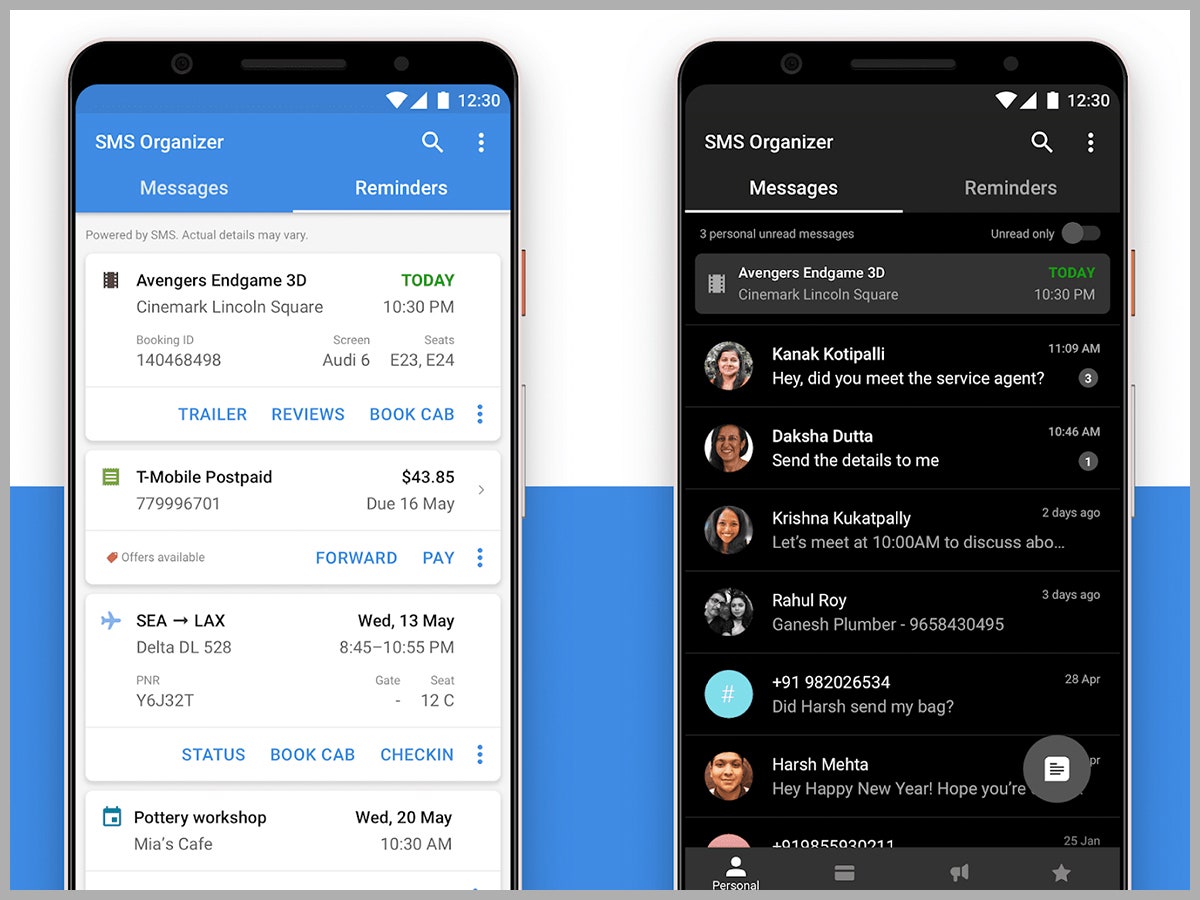 12:30
SMS Organizer
Messages Reminders
Powered by SMS. Actual details may vary.
Avengers Endgame 3D TODAY
Cinemark Lincoln Square 10:30 PM
Booking ID Screen Seats
140468498 Audi 6 E23, E24
TRAILER REVIEWS BOOK CAB
T-Mobile Postpaid $43.85
779996701 Due 16 May
Offers available FORWARD PAY
SEA → LAX Wed, 13 May
Delta DL 528 8:45–10:55 PM
PNR Gate Seat
Y6J32T - 12 C
STATUS BOOK CAB CHECKIN
Pottery workshop Wed, 20 May
Mia's Cafe 10:30 AM
12:30
SMS Organizer
Messages Reminders
3 personal unread messages Unread only
Avengers Endgame 3D TODAY
Cinemark Lincoln Square 10:30 PM
Kanak Kotipalli 11:09 AM
Hey, did you meet the service agent? 3
Daksha Dutta 10:46 AM
Send the details to me 1
Krishna Kukatpally 2 days ago
Let's meet at 10:00AM to discuss abo...
Rahul Roy 3 days ago
Ganesh Plumber - 9658430495
+91 982026534 28 Apr
# Did Harsh send my bag?
Harsh Mehta
Hey Happy New Year! Hope you're
+919855930211 25 Jan
Personal